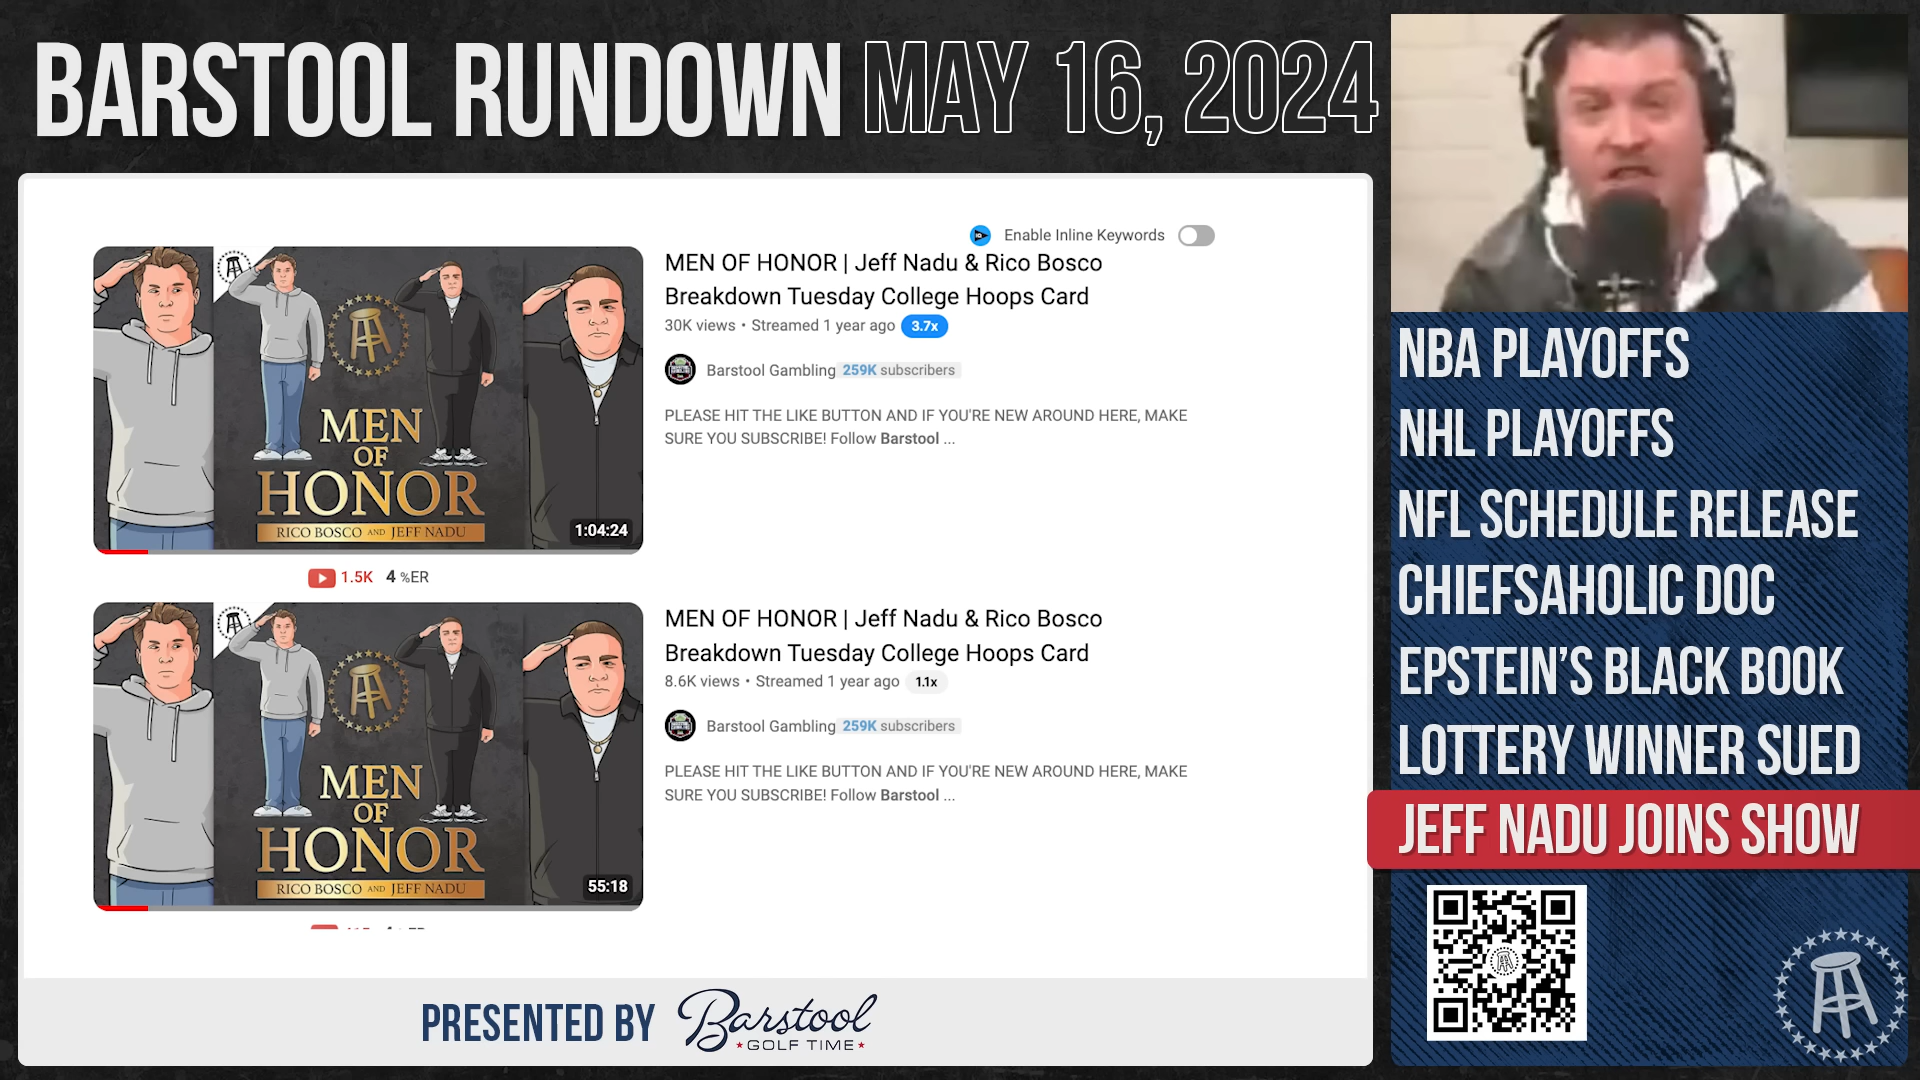 BARSTOOL RUNDOWN MAY 16, 2024
Enable Inline Keywords
MEN OF HONOR | Jeff Nadu & Rico Bosco
Breakdown Tuesday College Hoops Card
30K views • Streamed 1 year ago 3.7x
Barstool Gambling 259K subscribers
PLEASE HIT THE LIKE BUTTON AND IF YOU'RE NEW AROUND HERE, MAKE
SURE YOU SUBSCRIBE! Follow Barstool ...
MEN
OF
HONOR
RICO BOSCO AND JEFF NADU
1:04:24
1.5K 4 %ER
MEN OF HONOR | Jeff Nadu & Rico Bosco
Breakdown Tuesday College Hoops Card
8.6K views • Streamed 1 year ago 1.1x
Barstool Gambling 259K subscribers
PLEASE HIT THE LIKE BUTTON AND IF YOU'RE NEW AROUND HERE, MAKE
SURE YOU SUBSCRIBE! Follow Barstool ...
MEN
OF
HONOR
RICO BOSCO AND JEFF NADU
55:18
PRESENTED BY Barstool
GOLF TIME
NBA PLAYOFFS
NHL PLAYOFFS
NFL SCHEDULE RELEASE
CHIEFSAHOLIC DOC
EPSTEIN'S BLACK BOOK
LOTTERY WINNER SUED
JEFF NADU JOINS SHOW